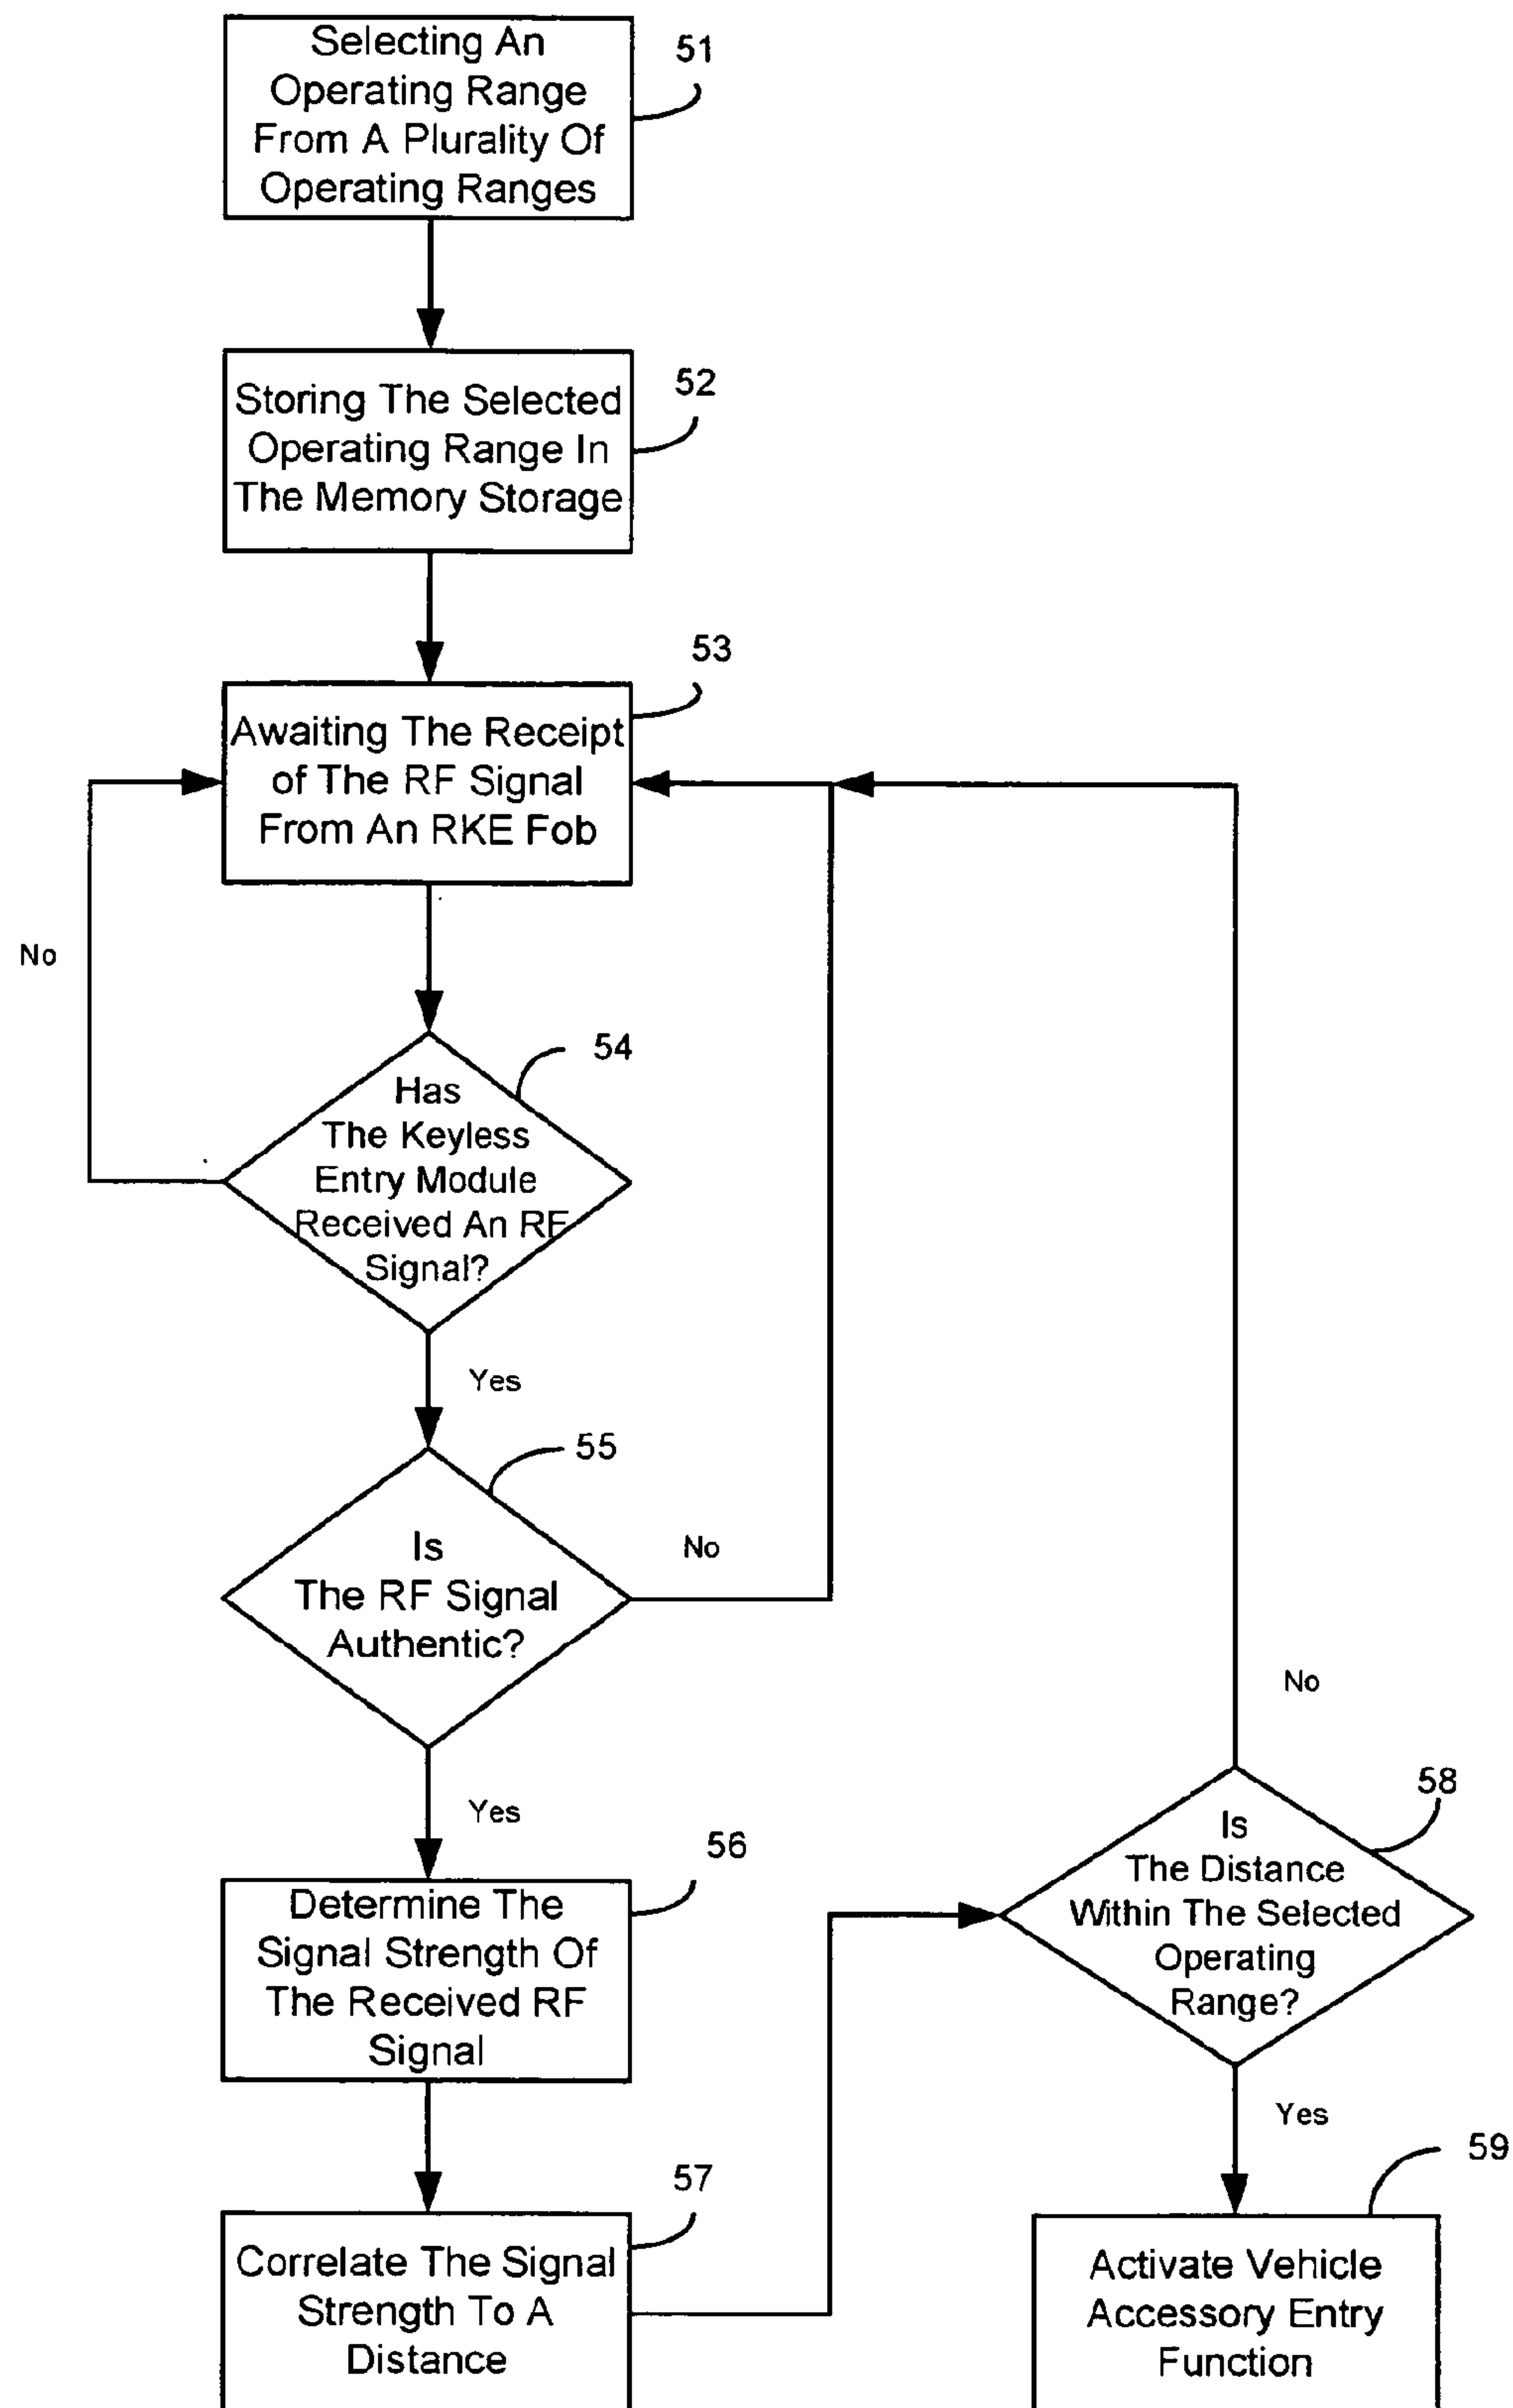 Selecting An
Operating Range
From A Plurality Of
Operating Ranges
51
Storing The Selected
Operating Range In
The Memory Storage
52
53
Awaiting The Receipt
of The RF Signal
From An RKE Fob
No
54
Has
The Keyless
Entry Module
Received An RF
Signal?
Yes
55
Is
The RF Signal
Authentic?
No
Yes
56
Determine The
Signal Strength Of
The Received RF
Signal
57
Correlate The Signal
Strength To A
Distance
No
58
Is
The Distance
Within The Selected
Operating
Range?
Yes
59
Activate Vehicle
Accessory Entry
Function